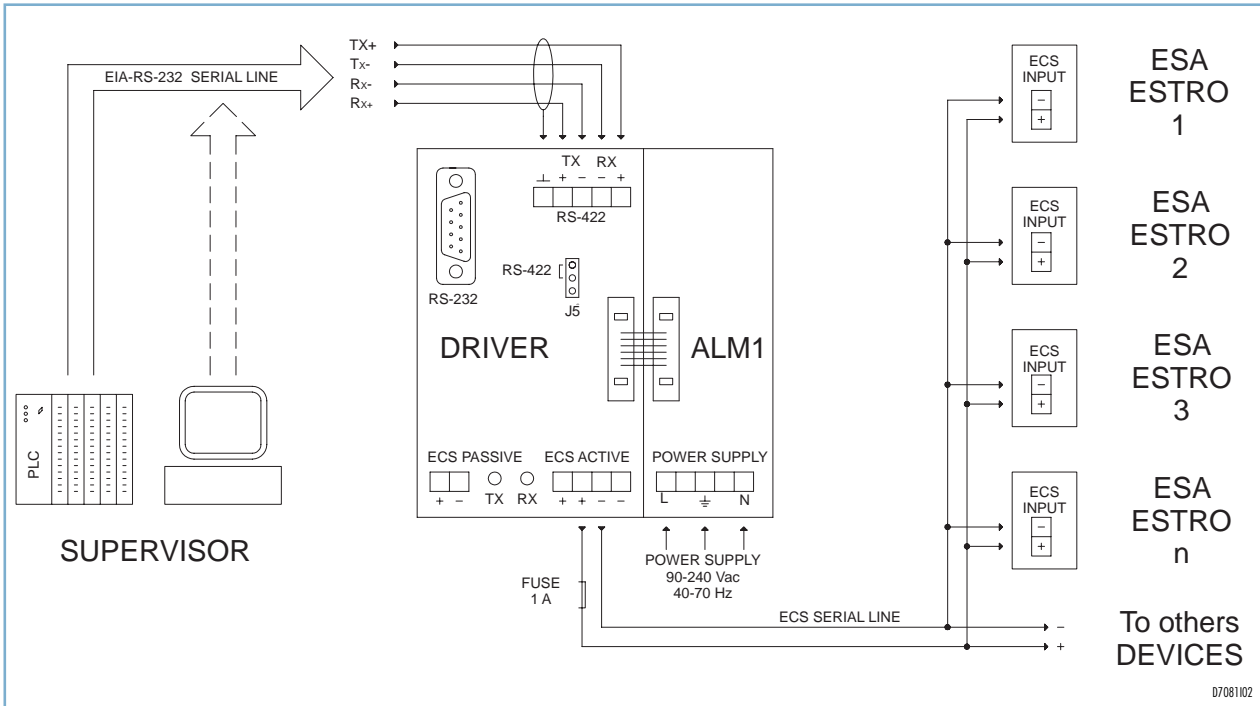 TX+
Tx-
Rx-
Rx+
EIA-RS-232 SERIAL LINE
TX RX
⊥ + − − +
RS-422
RS-232
RS-422
J5
DRIVER
ALM1
ECS PASSIVE
+ −
TX RX
ECS ACTIVE
+ + − −
POWER SUPPLY
L ⏚ N
PLC
SUPERVISOR
FUSE
1 A
POWER SUPPLY
90-240 Vac
40-70 Hz
ECS SERIAL LINE
ECS
INPUT
−
+
ESA
ESTRO
1
ECS
INPUT
−
+
ESA
ESTRO
2
ECS
INPUT
−
+
ESA
ESTRO
3
ECS
INPUT
−
+
ESA
ESTRO
n
−
+
To others
DEVICES
D7081I02